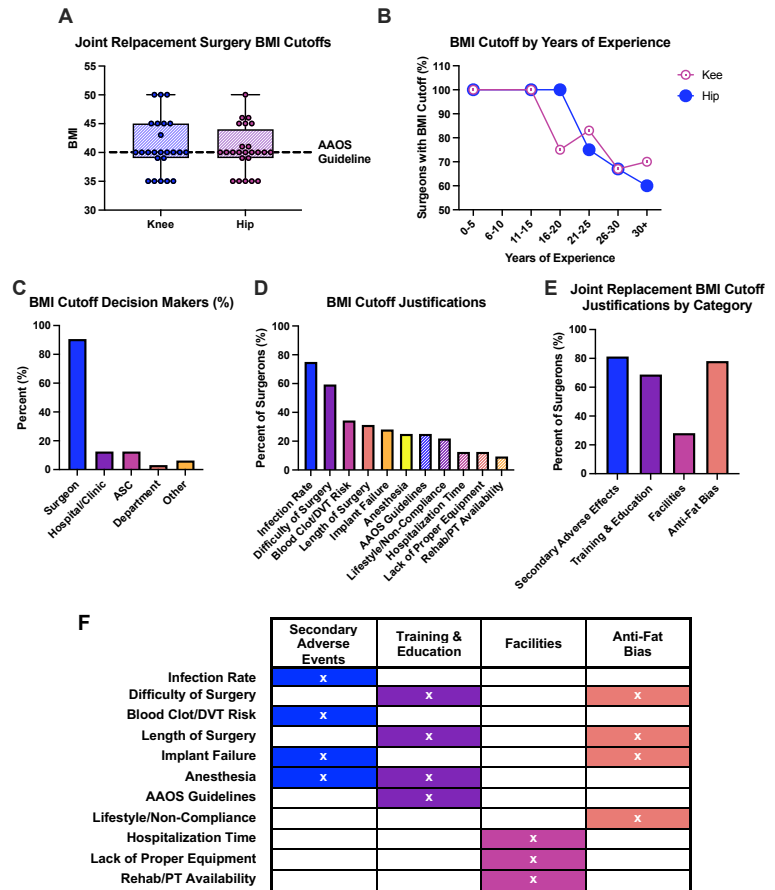 A
Joint Relpacement Surgery BMI Cutoffs
BMI
55
50
45
40
35
30
AAOS
Guideline
Knee
Hip
B
BMI Cutoff by Years of Experience
Surgeons with BMI Cutoff (%)
110
100
90
80
70
60
50
Kee
Hip
0-5
6-10
11-15
16-20
21-25
26-30
30+
Years of Experience
C
BMI Cutoff Decision Makers (%)
Percent (%)
100
80
60
40
20
0
Surgeon
Hospital/Clinic
ASC
Department
Other
D
BMI Cutoff Justifications
Percent of Surgerons (%)
100
80
60
40
20
0
Infection Rate
Difficulty of Surgery
Blood Clot/DVT Risk
Length of Surgery
Implant Failure
Anesthesia
AAOS Guidelines
Lifestyle/Non-Compliance
Hospitalization Time
Lack of Proper Equipment
Rehab/PT Availability
E
Joint Replacement BMI Cutoff
Justifications by Category
Percent of Surgerons (%)
100
80
60
40
20
0
Secondary Adverse Effects
Training & Education
Facilities
Anti-Fat Bias
F
Secondary
Adverse
Events
Training &
Education
Facilities
Anti-Fat
Bias
Infection Rate x
Difficulty of Surgery x x
Blood Clot/DVT Risk x
Length of Surgery x x
Implant Failure x x
Anesthesia x x
AAOS Guidelines x
Lifestyle/Non-Compliance x
Hospitalization Time x
Lack of Proper Equipment x
Rehab/PT Availability x